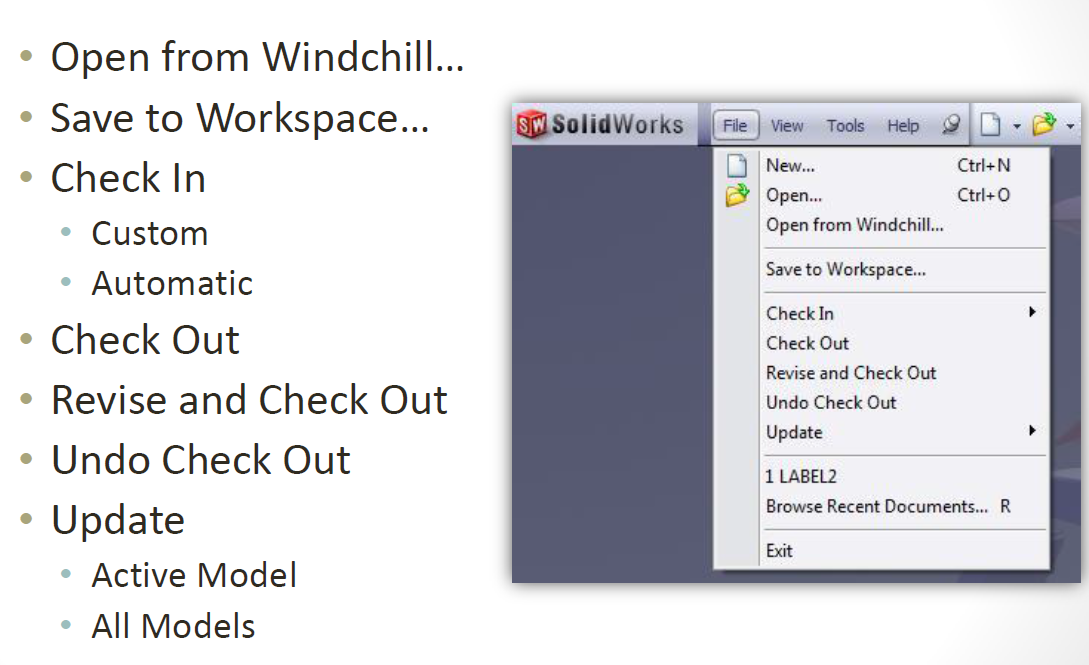 • Open from Windchill...
• Save to Workspace...
• Check In
• Custom
• Automatic
• Check Out
• Revise and Check Out
• Undo Check Out
• Update
• Active Model
• All Models
SW SolidWorks File View Tools Help
New... Ctrl+N
Open... Ctrl+O
Open from Windchill...
Save to Workspace...
Check In
Check Out
Revise and Check Out
Undo Check Out
Update
1 LABEL2
Browse Recent Documents... R
Exit